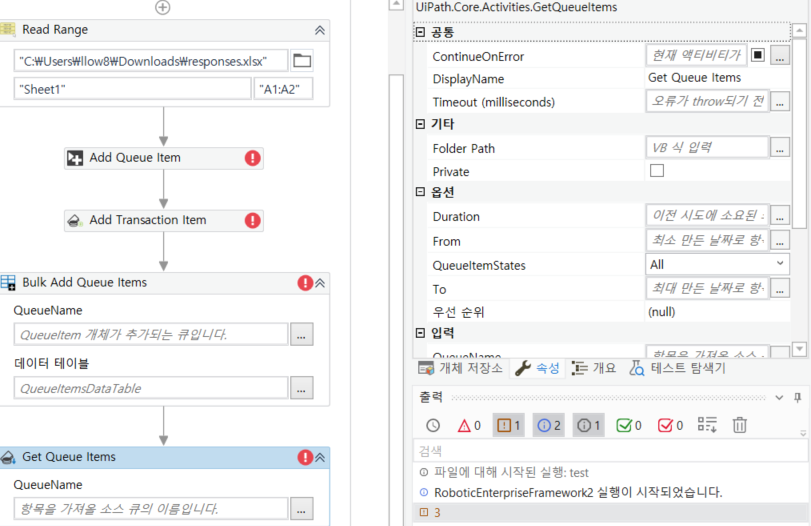 Read Range
"C:₩Users₩llow8₩Downloads₩responses.xlsx"
"Sheet1"
"A1:A2"
Add Queue Item
Add Transaction Item
Bulk Add Queue Items
QueueName
QueueItem 개체가 추가되는 큐입니다.
...
데이터 테이블
QueueItemsDataTable
...
Get Queue Items
QueueName
항목을 가져올 소스 큐의 이름입니다.
...
UiPath.Core.Activities.GetQueueItems
공통
ContinueOnError
현재 액티비티가
...
DisplayName
Get Queue Items
Timeout (milliseconds)
오류가 throw되기 전
...
기타
Folder Path
VB 식 입력
...
Private
옵션
Duration
이전 시도에 소요된
...
From
최소 만든 날짜로
...
QueueItemStates
All
To
최대 만든 날짜로
...
우선 순위
(null)
입력
QueueName
항목을 가져올 소스
개체 저장소
속성
개요
테스트 탐색기
출력
0
1
2
1
0
0
검색
파일에 대해 시작된 실행: test
RoboticEnterpriseFramework2 실행이 시작되었습니다.
3